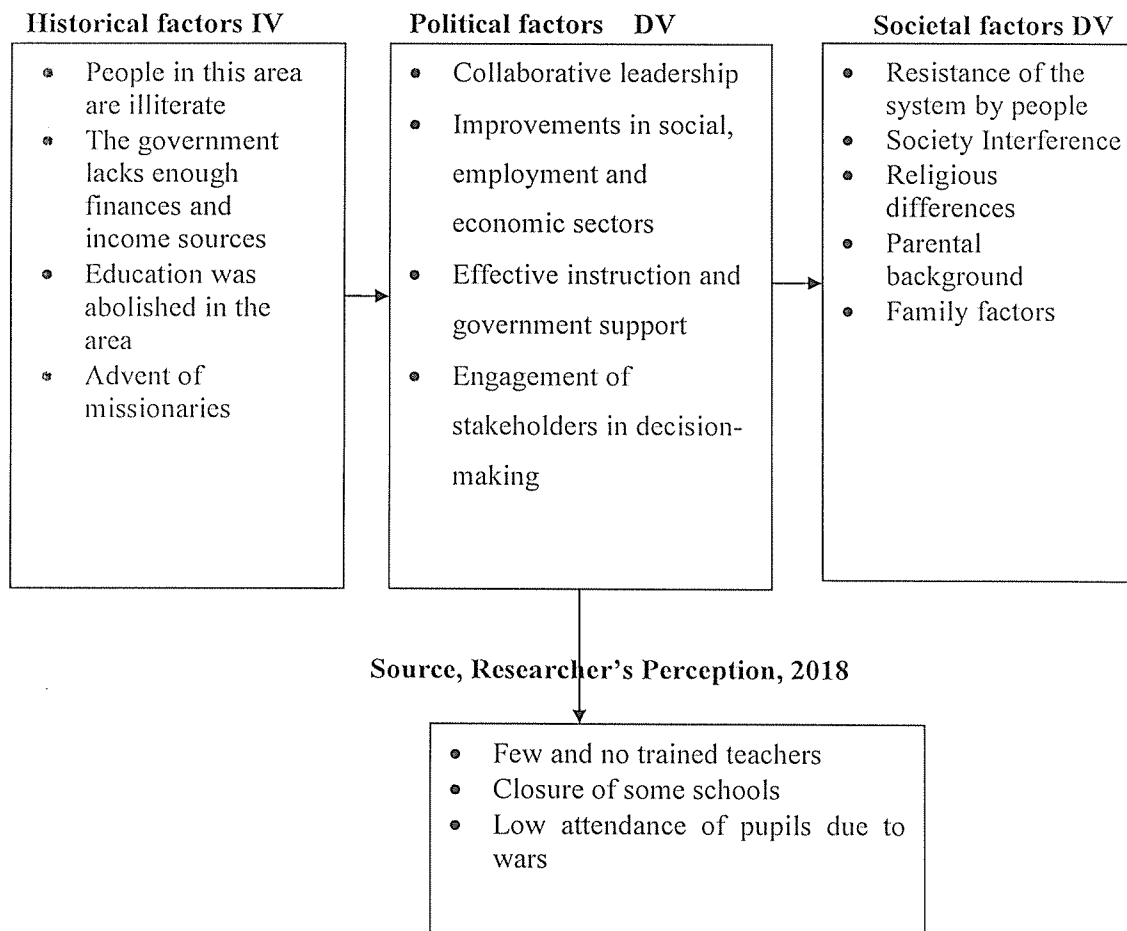 Historical factors IV
• People in this area
are illiterate
• The government
lacks enough
finances and
income sources
• Education was
abolished in the
area
• Advent of
missionaries
Political factors DV
• Collaborative leadership
• Improvements in social,
employment and
economic sectors
• Effective instruction and
government support
• Engagement of
stakeholders in decision-
making
Societal factors DV
• Resistance of the
system by people
• Society Interference
• Religious
differences
• Parental
background
• Family factors
Source, Researcher's Perception, 2018
• Few and no trained teachers
• Closure of some schools
• Low attendance of pupils due to
wars